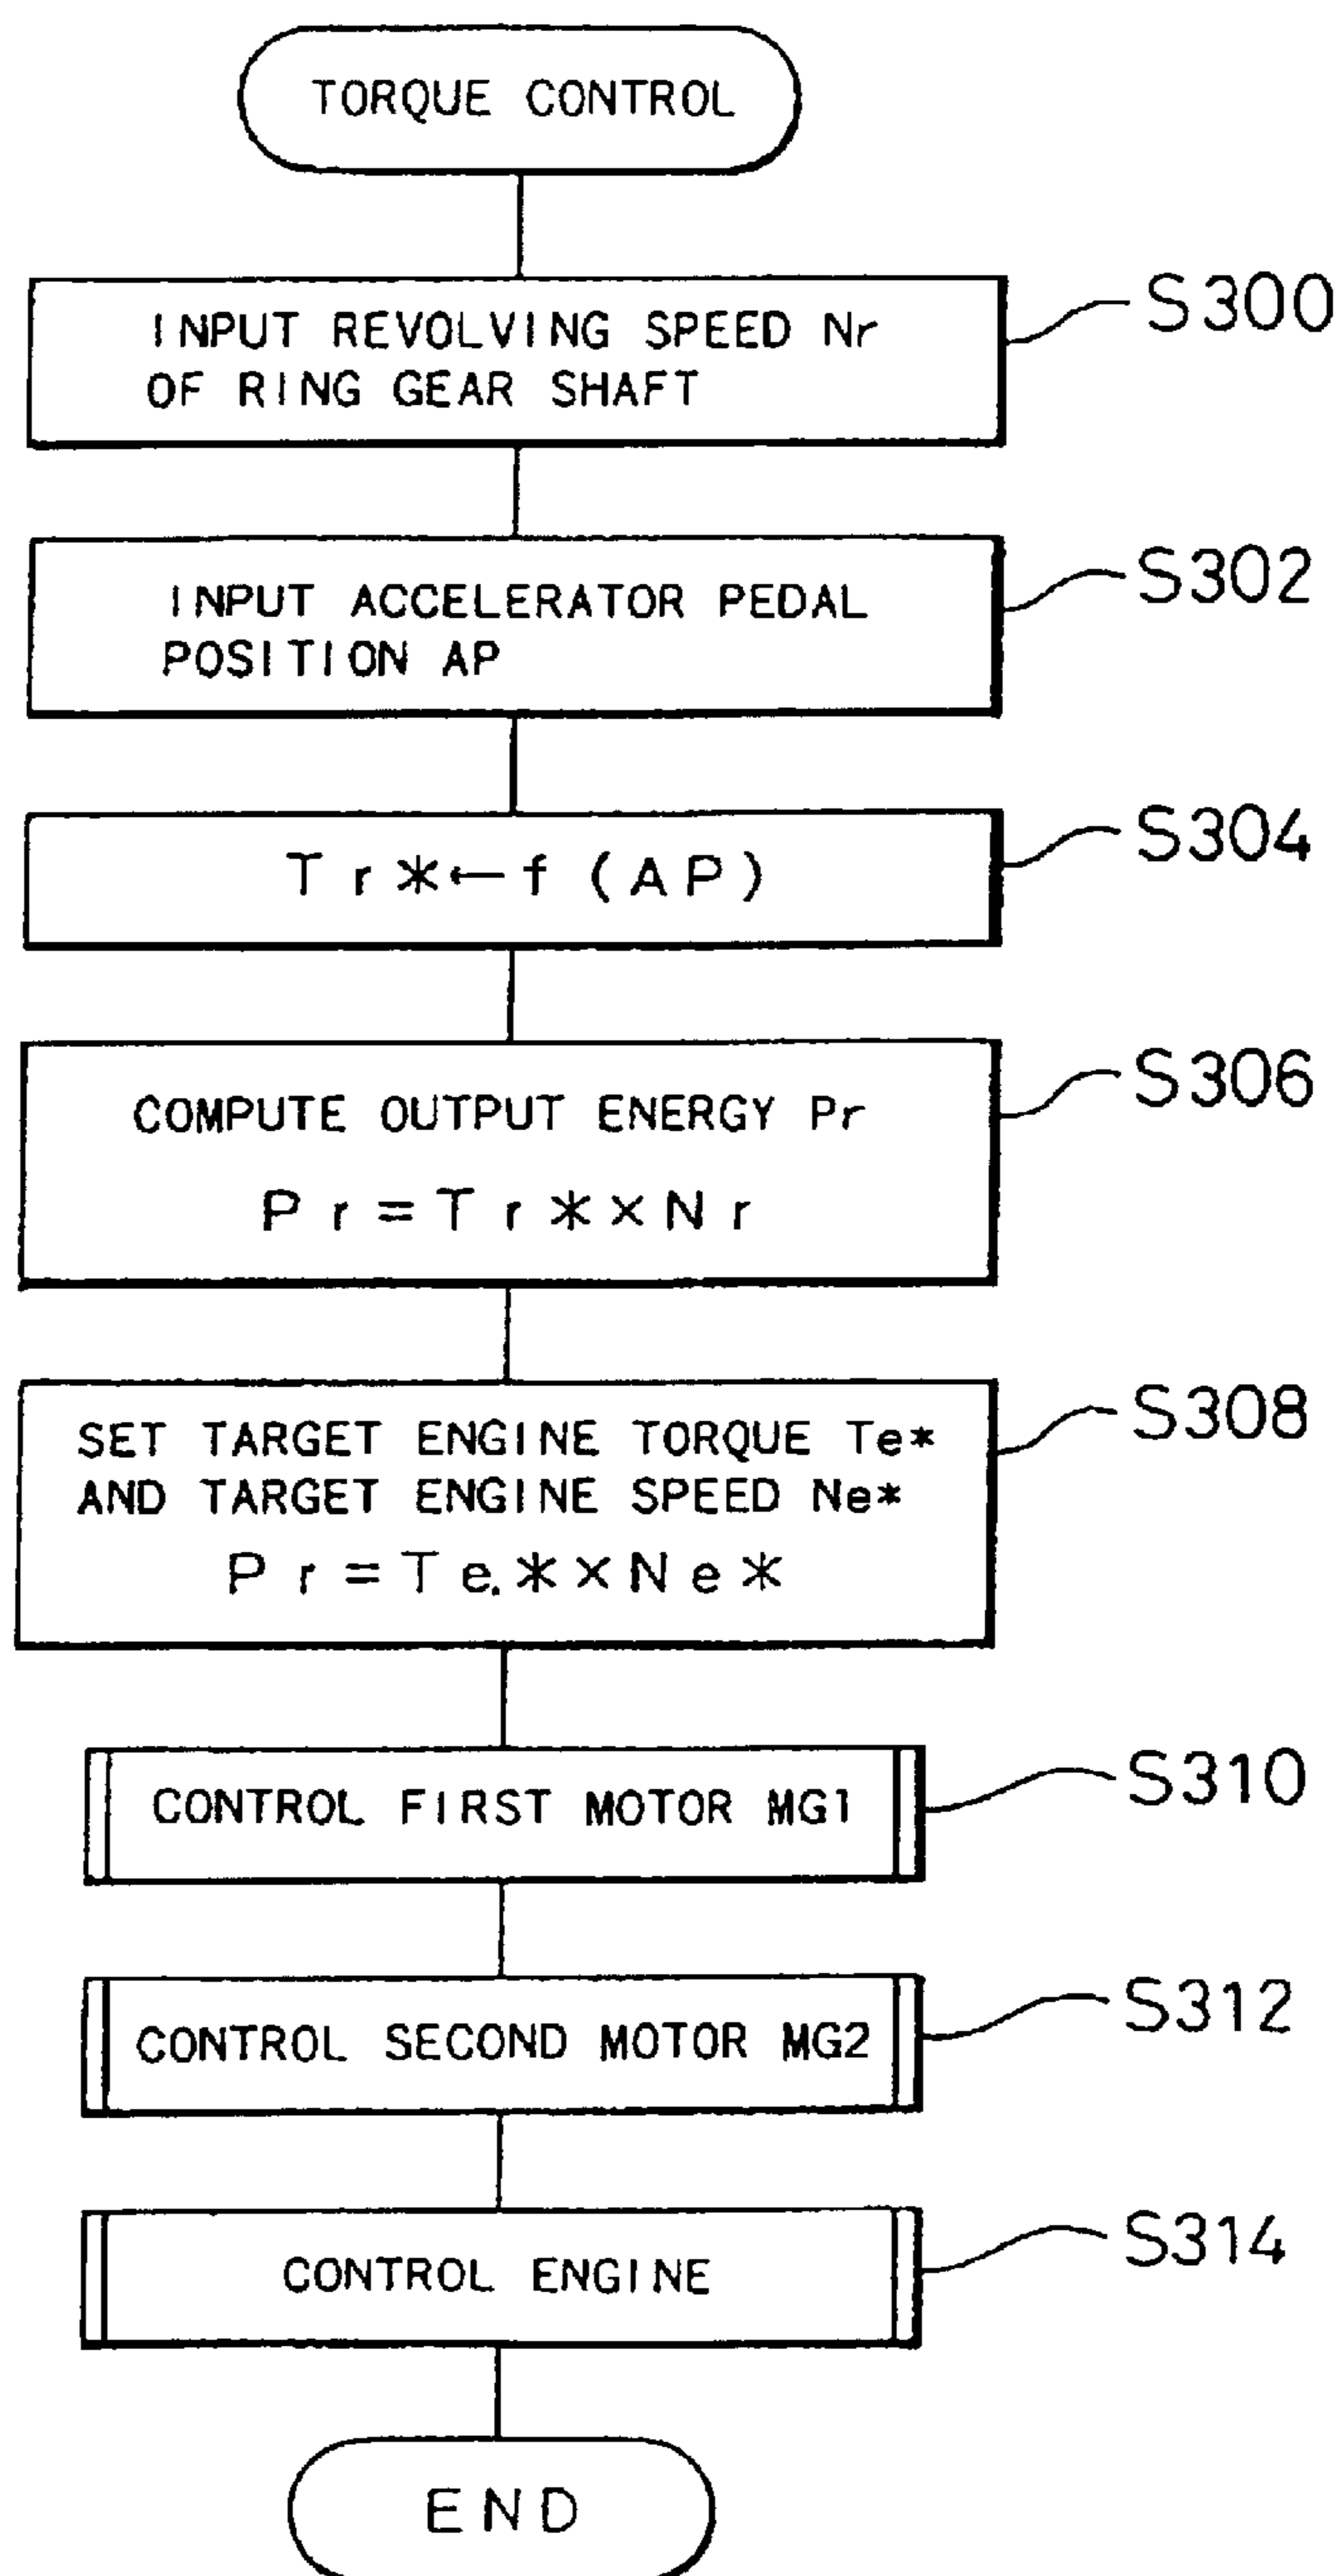 TORQUE CONTROL
INPUT REVOLVING SPEED Nr
OF RING GEAR SHAFT
S300
INPUT ACCELERATOR PEDAL
POSITION AP
S302
Tr*←f(AP)
S304
COMPUTE OUTPUT ENERGY Pr
Pr=Tr*×Nr
S306
SET TARGET ENGINE TORQUE Te*
AND TARGET ENGINE SPEED Ne*
Pr=Te.*×Ne*
S308
CONTROL FIRST MOTOR MG1
S310
CONTROL SECOND MOTOR MG2
S312
CONTROL ENGINE
S314
END